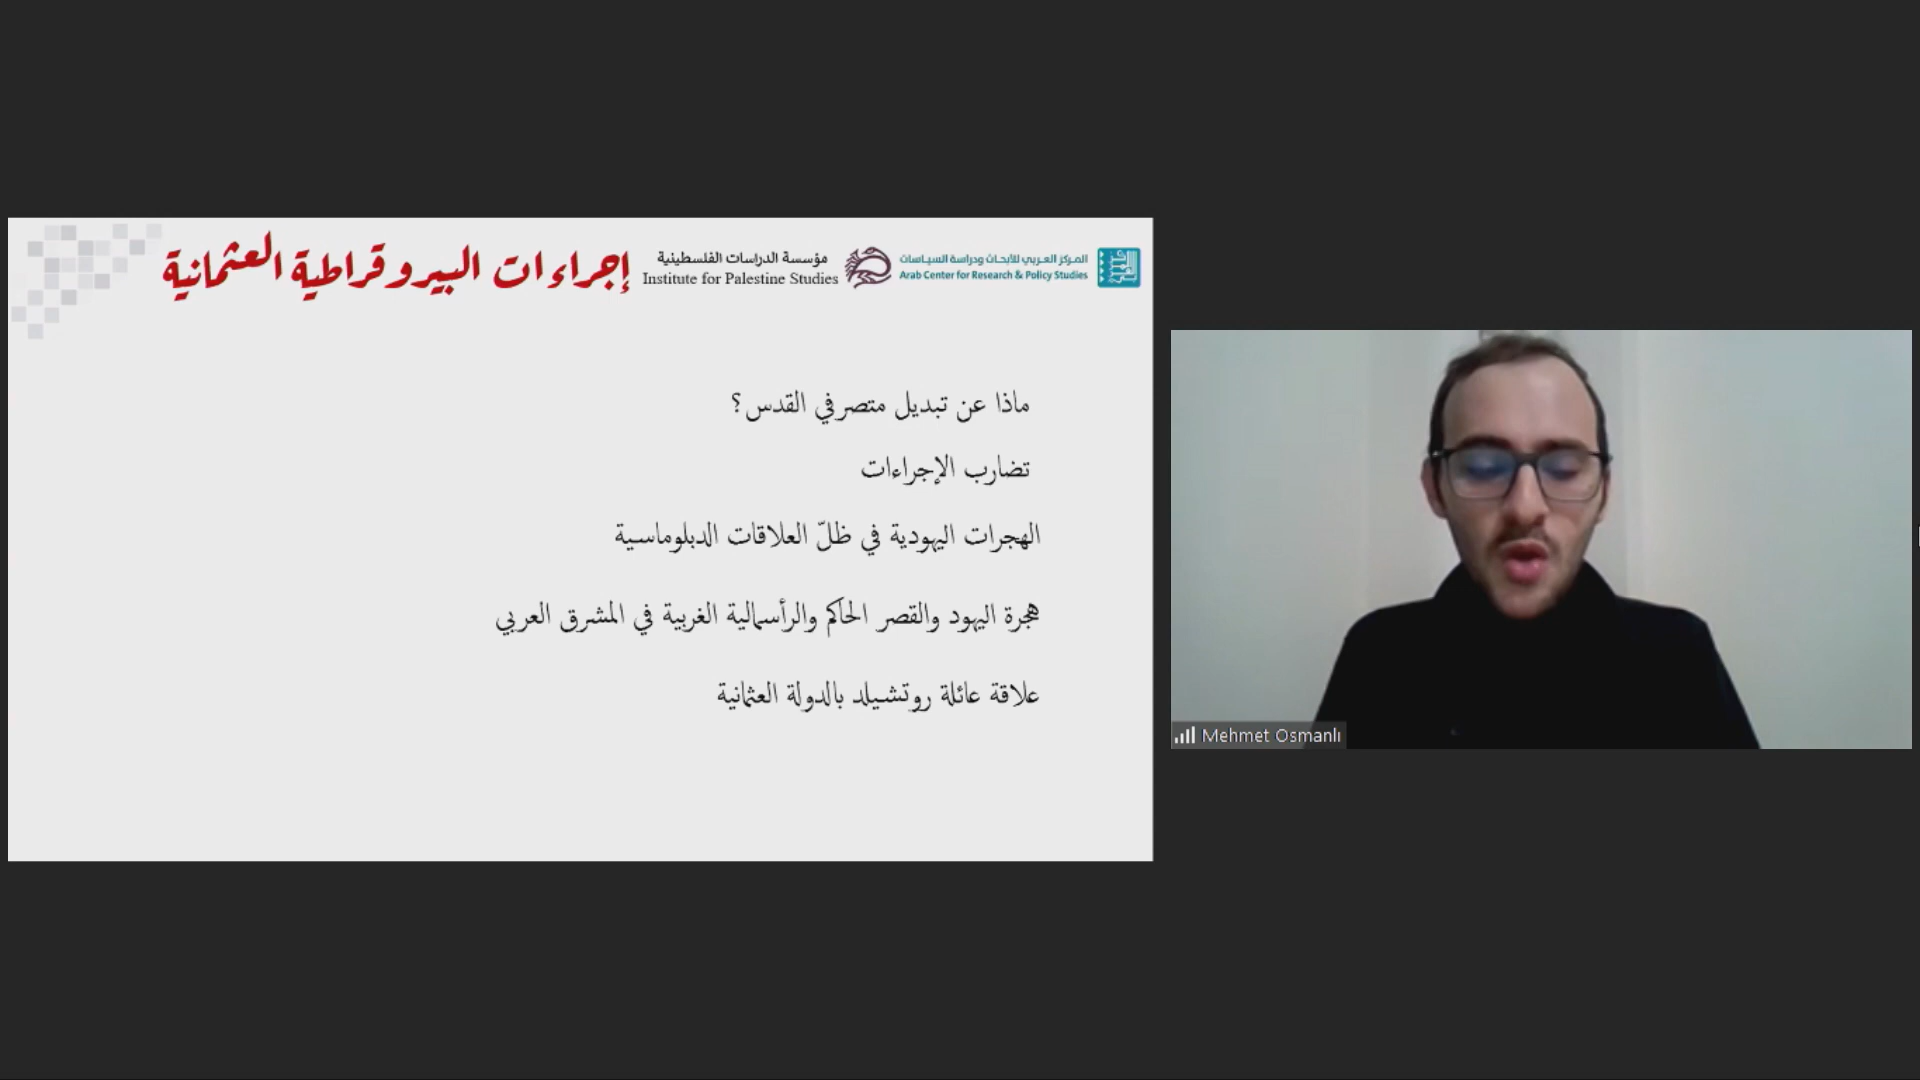 المركز العربي للأبحاث ودراسة السياسات
Arab Center for Research & Policy Studies
مؤسسة الدراسات الفلسطينية
Institute for Palestine Studies
إجراءات البيروقراطية العثمانية
ماذا عن تبديل متصرفي القدس؟
تضارب الإجراءات
الهجرات اليهودية في ظلّ العلاقات الدبلوماسية
هجرة اليهود والقصر الحاكم والرأسمالية الغربية في المشرق العربي
علاقة عائلة روتشيلد بالدولة العثمانية
Mehmet Osmanlı